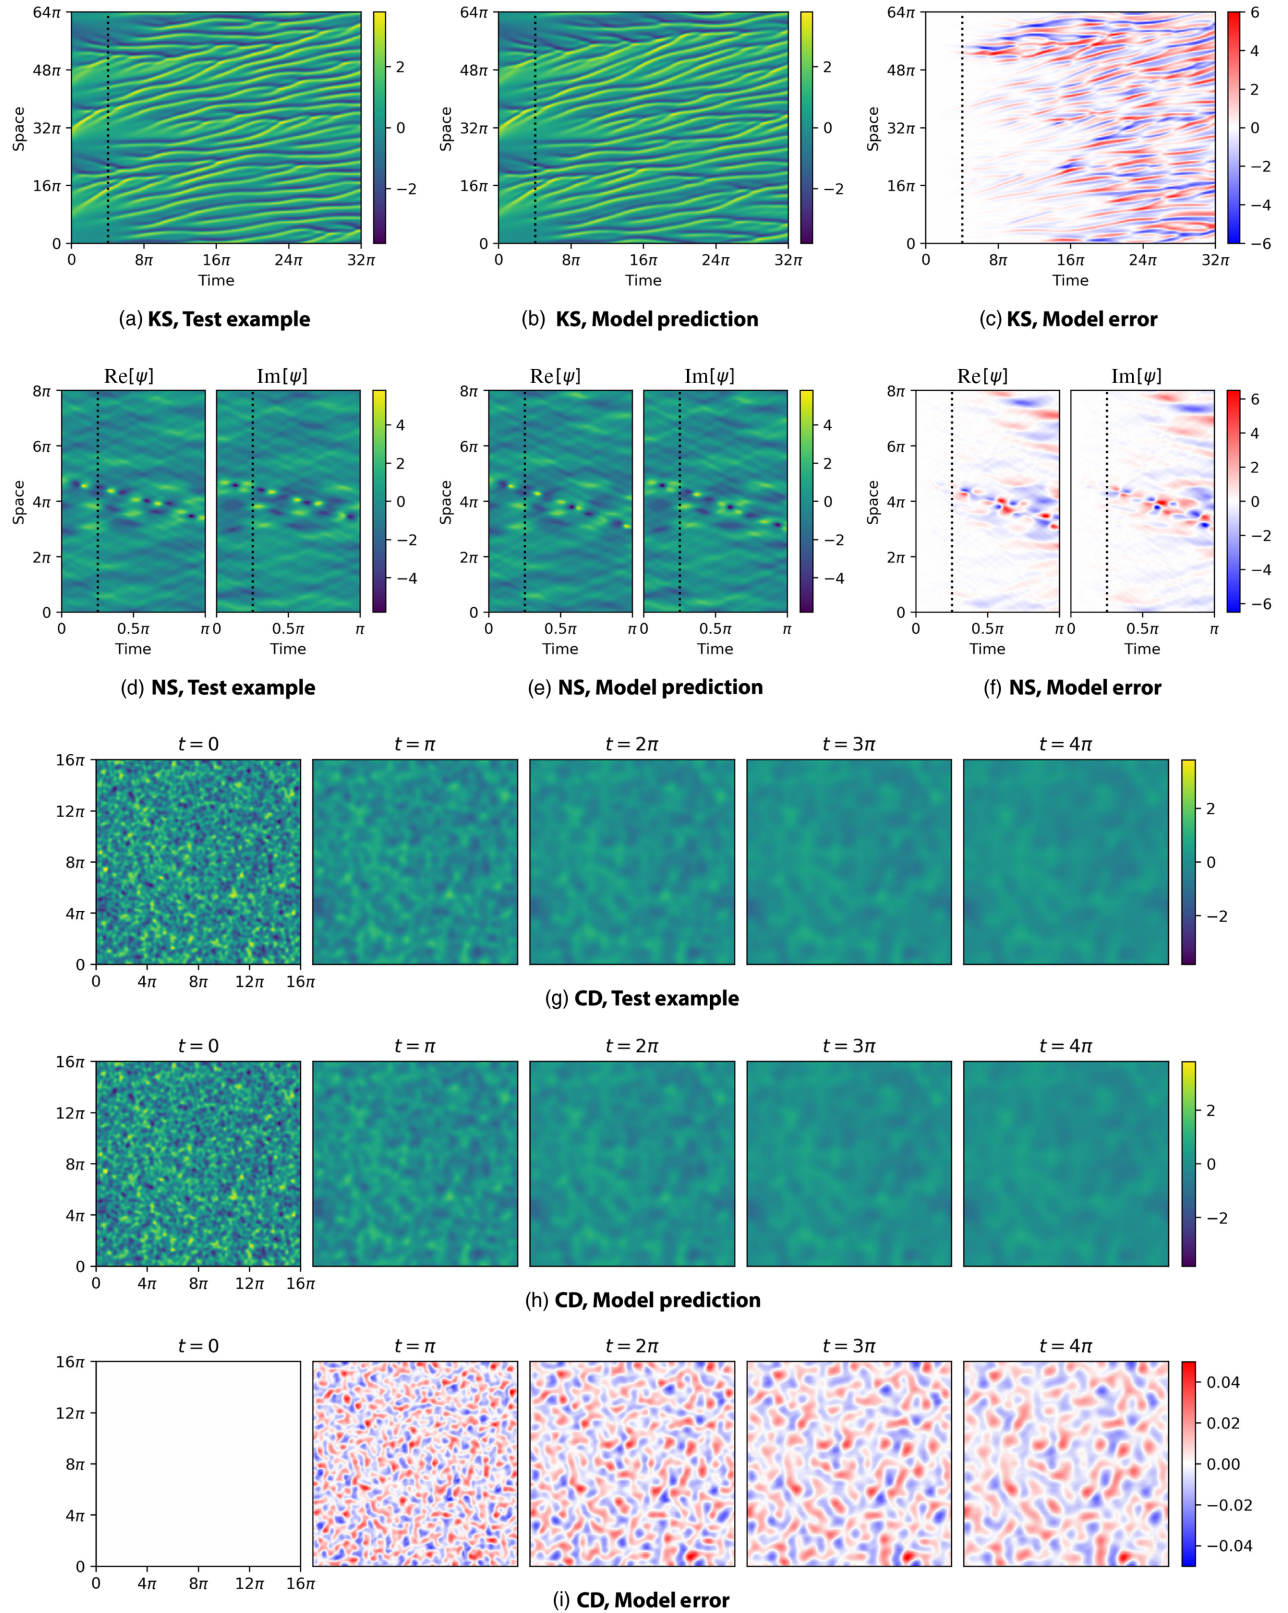 64π
48π
32π
16π
0
Space
0 8π 16π 24π 32π
Time
2
0
−2
(a) KS, Test example
64π
48π
32π
16π
0
Space
0 8π 16π 24π 32π
Time
2
0
−2
(b) KS, Model prediction
64π
48π
32π
16π
0
Space
0 8π 16π 24π 32π
Time
6
4
2
0
−2
−4
−6
(c) KS, Model error
Re[ψ] Im[ψ]
8π
6π
4π
2π
0
Space
0 0.5π π 0 0.5π π
Time Time
4
2
0
−2
−4
(d) NS, Test example
Re[ψ] Im[ψ]
8π
6π
4π
2π
0
Space
0 0.5π π 0 0.5π π
Time Time
4
2
0
−2
−4
(e) NS, Model prediction
Re[ψ] Im[ψ]
8π
6π
4π
2π
0
Space
0 0.5π π 0 0.5π π
Time Time
6
4
2
0
−2
−4
−6
(f) NS, Model error
t = 0 t = π t = 2π t = 3π t = 4π
16π
12π
8π
4π
0
0 4π 8π 12π 16π
2
0
−2
(g) CD, Test example
t = 0 t = π t = 2π t = 3π t = 4π
16π
12π
8π
4π
0
0 4π 8π 12π 16π
2
0
−2
(h) CD, Model prediction
t = 0 t = π t = 2π t = 3π t = 4π
16π
12π
8π
4π
0
0 4π 8π 12π 16π
0.04
0.02
0.00
−0.02
−0.04
(i) CD, Model error